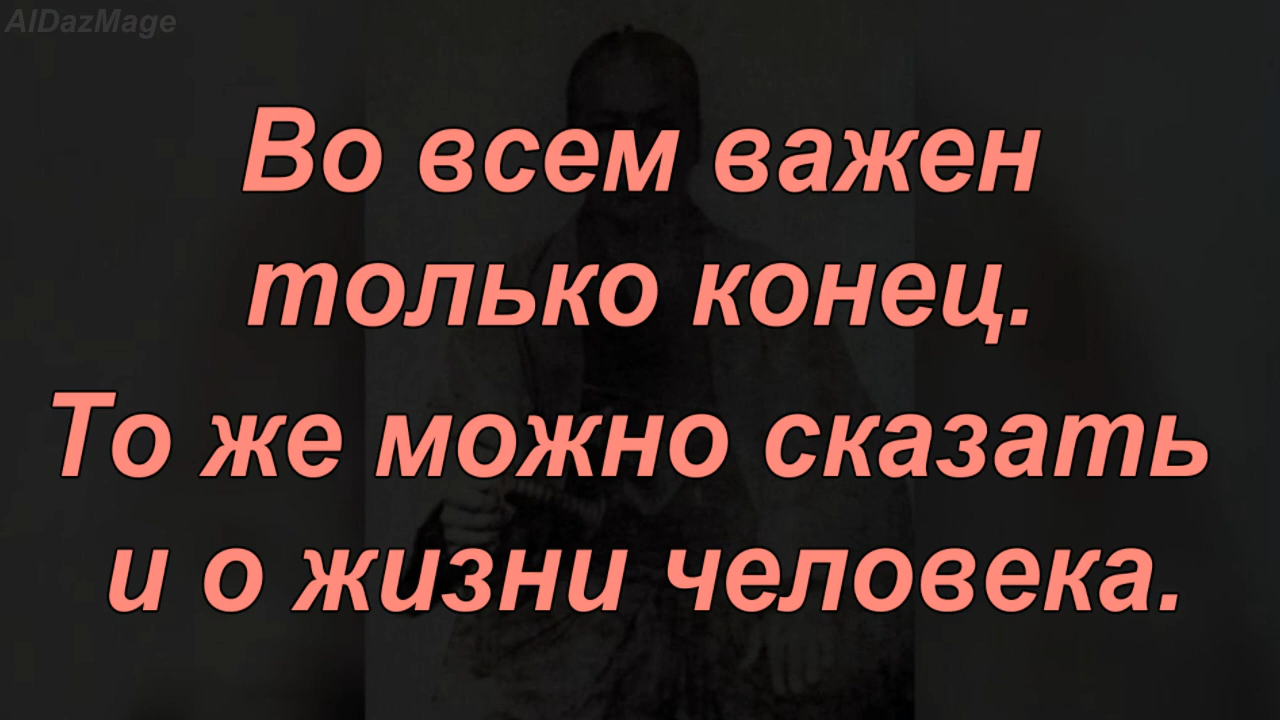 AIDazMage
Во всем важен
только конец.
То же можно сказать
и о жизни человека.